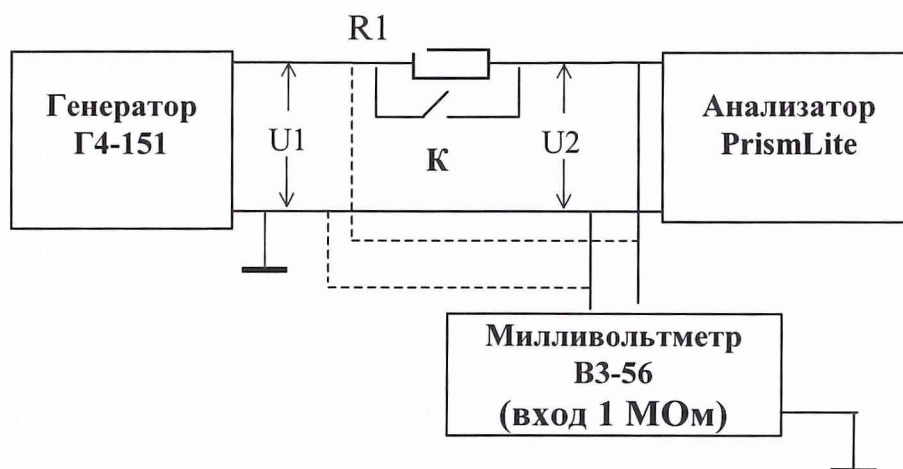 R1
Генератор
Г4-151
U1
К
U2
Анализатор
PrismLite
Милливольтметр
В3-56
(вход 1 МОм)